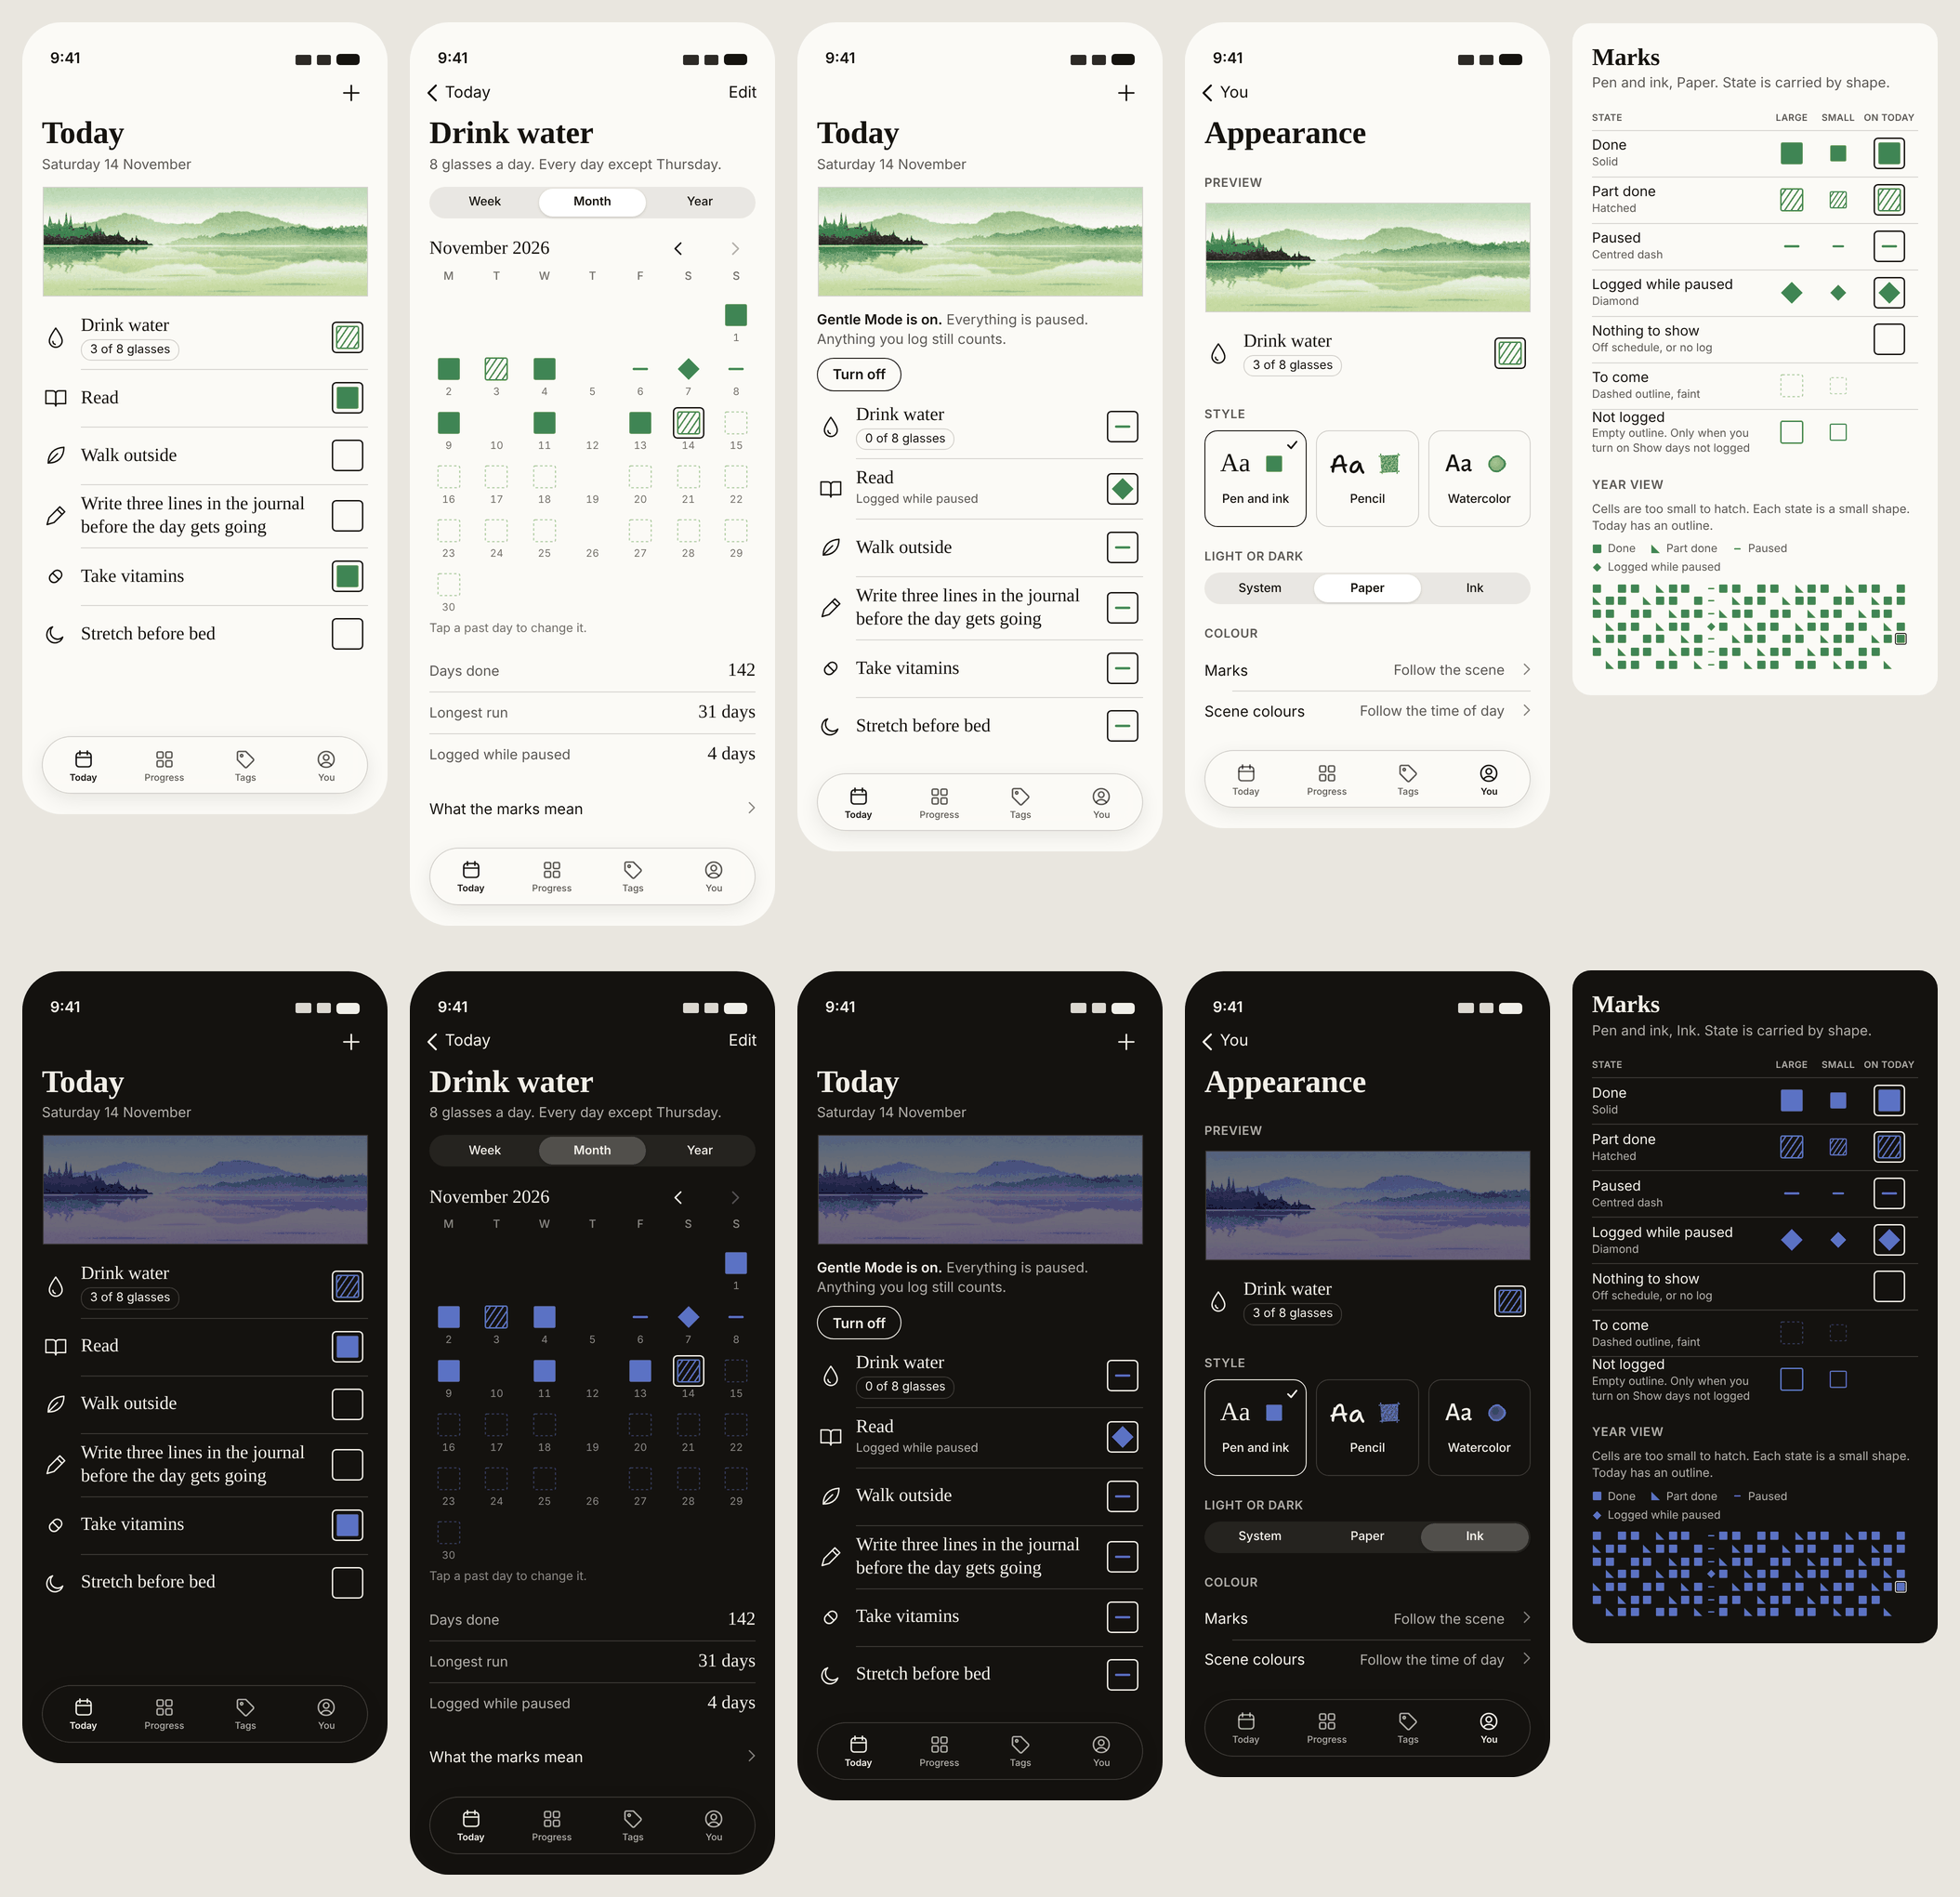 9:41
Today
Saturday 14 November
Drink water
3 of 8 glasses
Read
Walk outside
Write three lines in the journal
before the day gets going
Take vitamins
Stretch before bed
Today Progress Tags You
9:41
Today Edit
Drink water
8 glasses a day. Every day except Thursday.
Week Month Year
November 2026
M T W T F S S
1
2 3 4 5 6 7 8
9 10 11 12 13 14 15
16 17 18 19 20 21 22
23 24 25 26 27 28 29
30
Tap a past day to change it.
Days done 142
Longest run 31 days
Logged while paused 4 days
What the marks mean
Today Progress Tags You
9:41
Today
Saturday 14 November
Gentle Mode is on. Everything is paused.
Anything you log still counts.
Turn off
Drink water
0 of 8 glasses
Read
Logged while paused
Walk outside
Write three lines in the journal
before the day gets going
Take vitamins
Stretch before bed
Today Progress Tags You
9:41
You
Appearance
PREVIEW
Drink water
3 of 8 glasses
STYLE
Aa Aa Aa
Pen and ink Pencil Watercolor
LIGHT OR DARK
System Paper Ink
COLOUR
Marks Follow the scene
Scene colours Follow the time of day
Today Progress Tags You
Marks
Pen and ink, Paper. State is carried by shape.
STATE LARGE SMALL ON TODAY
Done
Solid
Part done
Hatched
Paused
Centred dash
Logged while paused
Diamond
Nothing to show
Off schedule, or no log
To come
Dashed outline, faint
Not logged
Empty outline. Only when you
turn on Show days not logged
YEAR VIEW
Cells are too small to hatch. Each state is a small shape.
Today has an outline.
Done Part done Paused
Logged while paused
9:41
Today
Saturday 14 November
Drink water
3 of 8 glasses
Read
Walk outside
Write three lines in the journal
before the day gets going
Take vitamins
Stretch before bed
Today Progress Tags You
9:41
Today Edit
Drink water
8 glasses a day. Every day except Thursday.
Week Month Year
November 2026
M T W T F S S
1
2 3 4 5 6 7 8
9 10 11 12 13 14 15
16 17 18 19 20 21 22
23 24 25 26 27 28 29
30
Tap a past day to change it.
Days done 142
Longest run 31 days
Logged while paused 4 days
What the marks mean
Today Progress Tags You
9:41
Today
Saturday 14 November
Gentle Mode is on. Everything is paused.
Anything you log still counts.
Turn off
Drink water
0 of 8 glasses
Read
Logged while paused
Walk outside
Write three lines in the journal
before the day gets going
Take vitamins
Stretch before bed
Today Progress Tags You
9:41
You
Appearance
PREVIEW
Drink water
3 of 8 glasses
STYLE
Aa Aa Aa
Pen and ink Pencil Watercolor
LIGHT OR DARK
System Paper Ink
COLOUR
Marks Follow the scene
Scene colours Follow the time of day
Today Progress Tags You
Marks
Pen and ink, Ink. State is carried by shape.
STATE LARGE SMALL ON TODAY
Done
Solid
Part done
Hatched
Paused
Centred dash
Logged while paused
Diamond
Nothing to show
Off schedule, or no log
To come
Dashed outline, faint
Not logged
Empty outline. Only when you
turn on Show days not logged
YEAR VIEW
Cells are too small to hatch. Each state is a small shape.
Today has an outline.
Done Part done Paused
Logged while paused